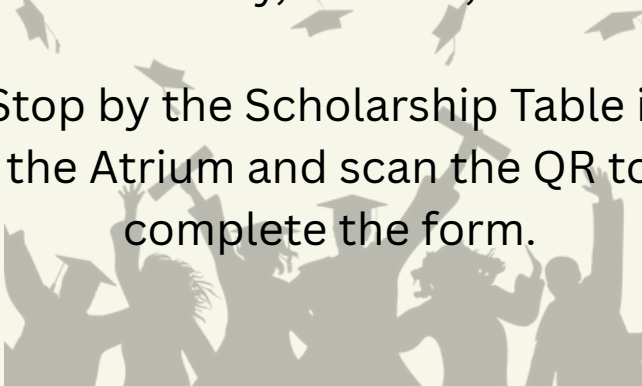 Stop by the Scholarship Table i
the Atrium and scan the QR to
complete the form.